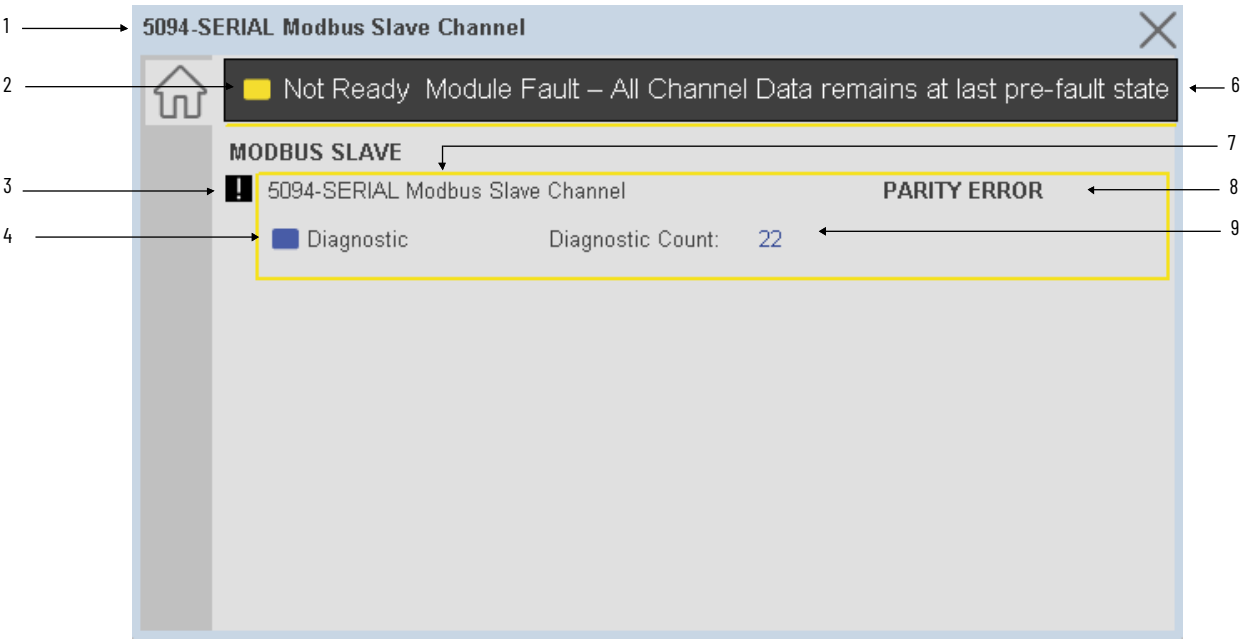 1
5094-SERIAL Modbus Slave Channel
2
Not Ready Module Fault – All Channel Data remains at last pre-fault state
6
MODBUS SLAVE
7
3
5094-SERIAL Modbus Slave Channel
PARITY ERROR
8
4
Diagnostic
Diagnostic Count: 22
9